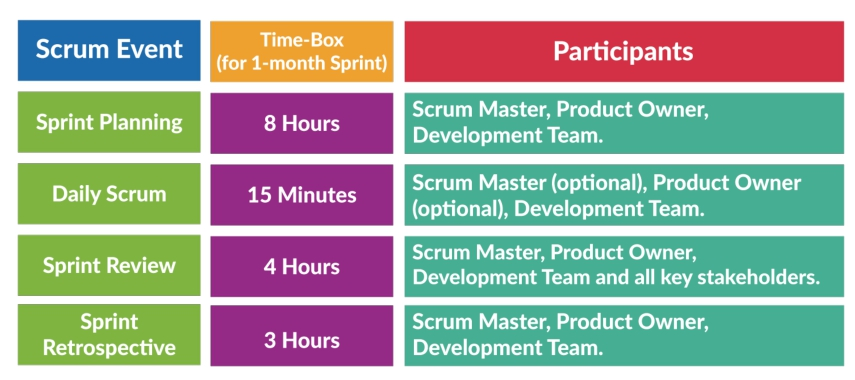 Scrum Event
Time-Box
(for 1-month Sprint)
Participants
Sprint Planning
8 Hours
Scrum Master, Product Owner,
Development Team.
Daily Scrum
15 Minutes
Scrum Master (optional), Product Owner
(optional), Development Team.
Sprint Review
4 Hours
Scrum Master, Product Owner,
Development Team and all key stakeholders.
Sprint
Retrospective
3 Hours
Scrum Master, Product Owner,
Development Team.